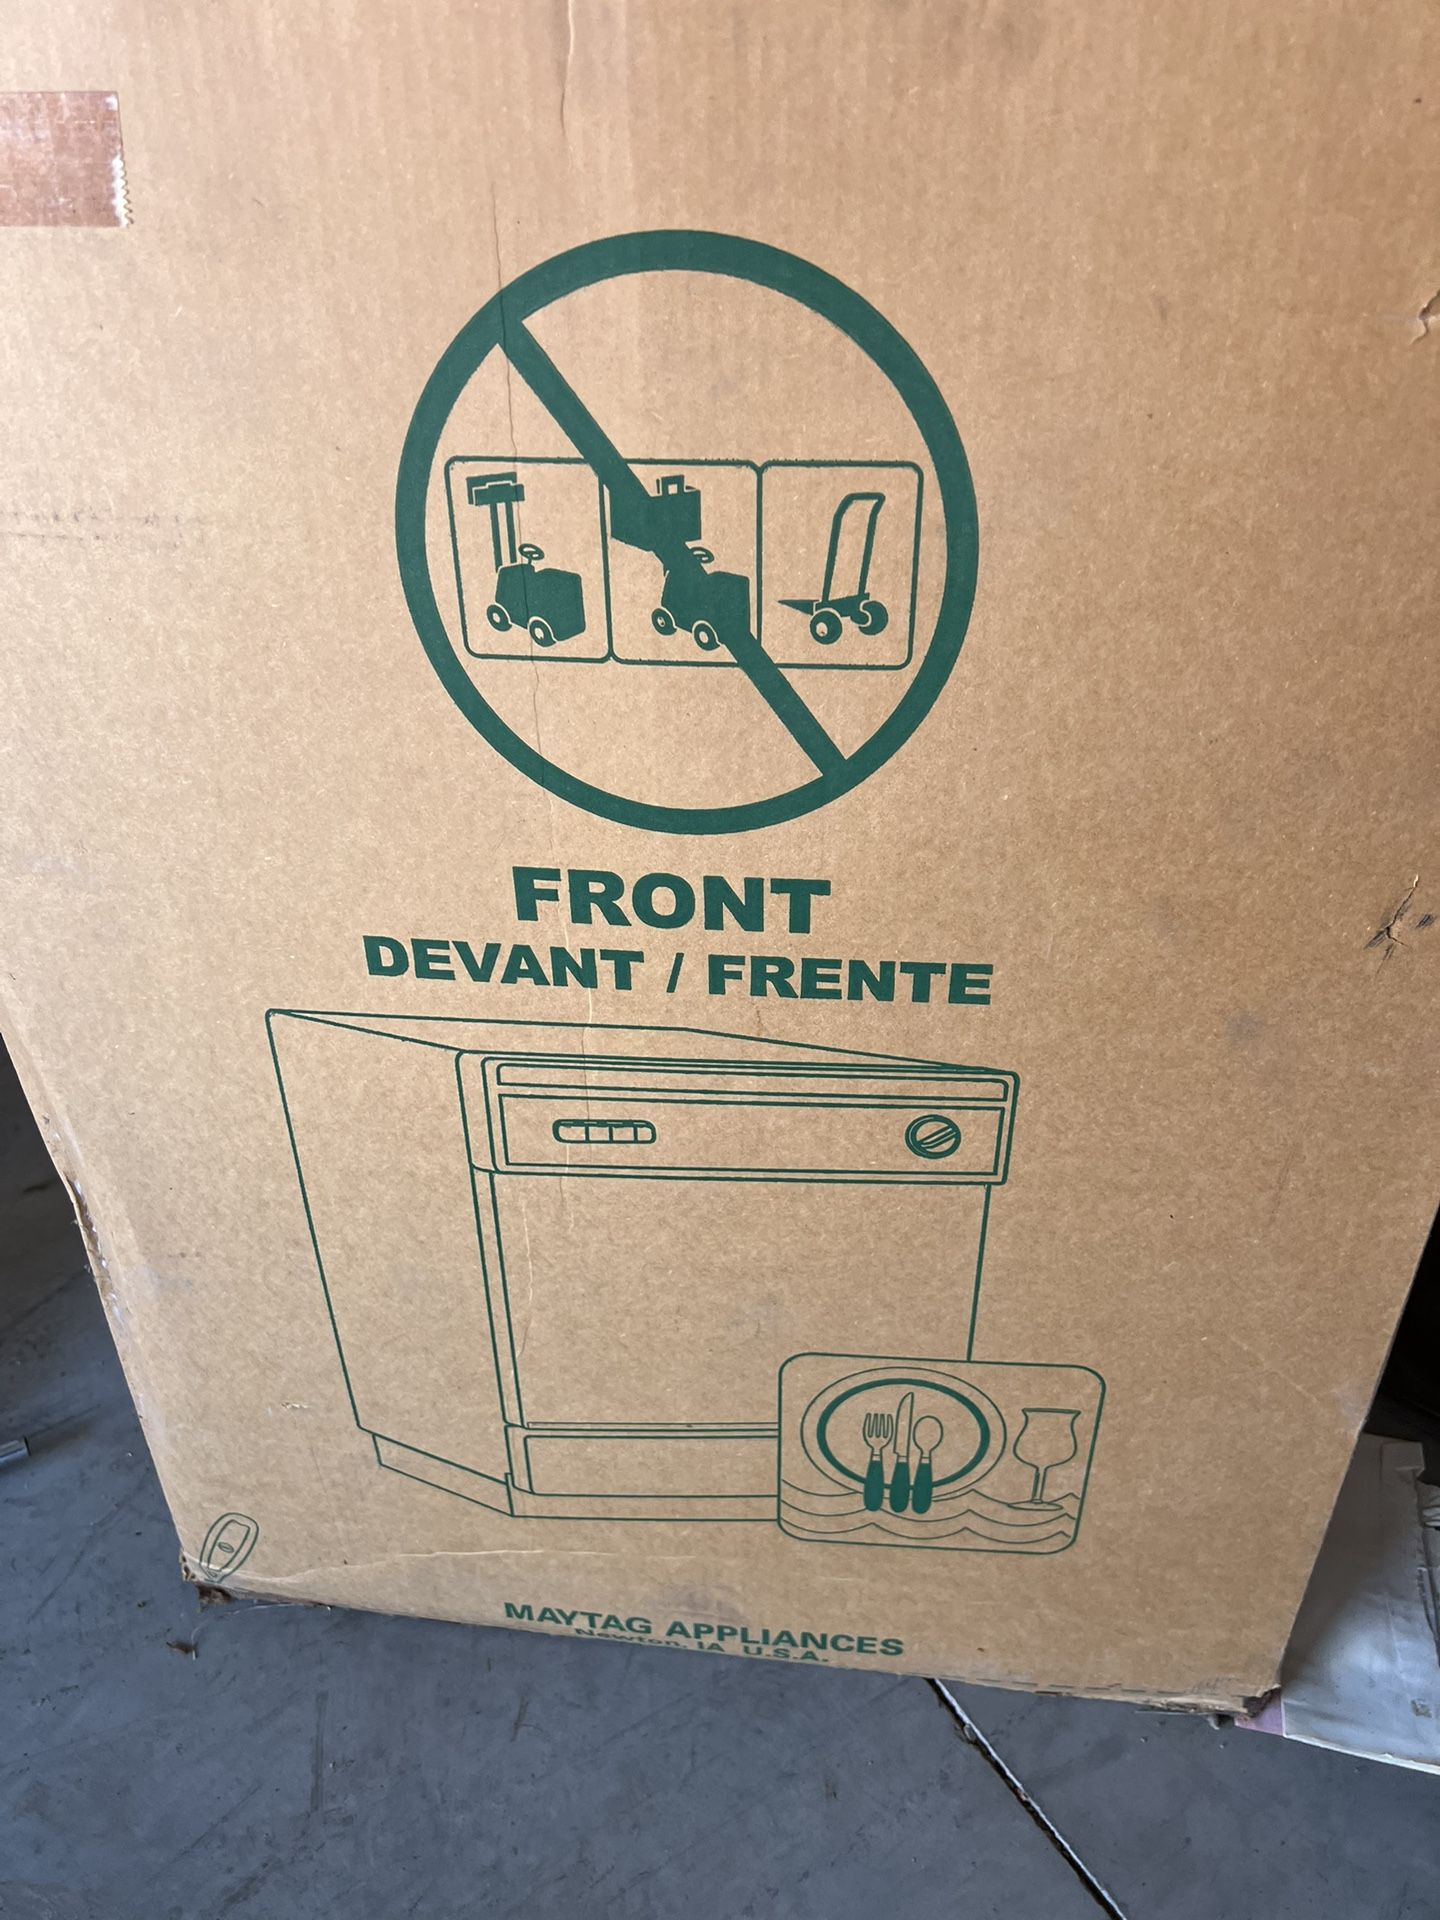 FRONT
DEVANT / FRENTE
MAYTAG APPLIANCES
Newton, IA U.S.A.